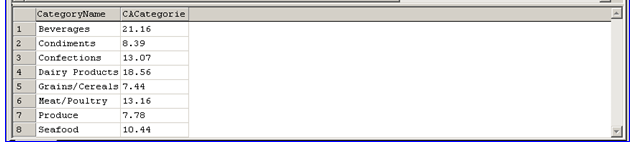 CategoryName CACategorie
1 Beverages 21.16
2 Condiments 8.39
3 Confections 13.07
4 Dairy Products 18.56
5 Grains/Cereals 7.44
6 Meat/Poultry 13.16
7 Produce 7.78
8 Seafood 10.44